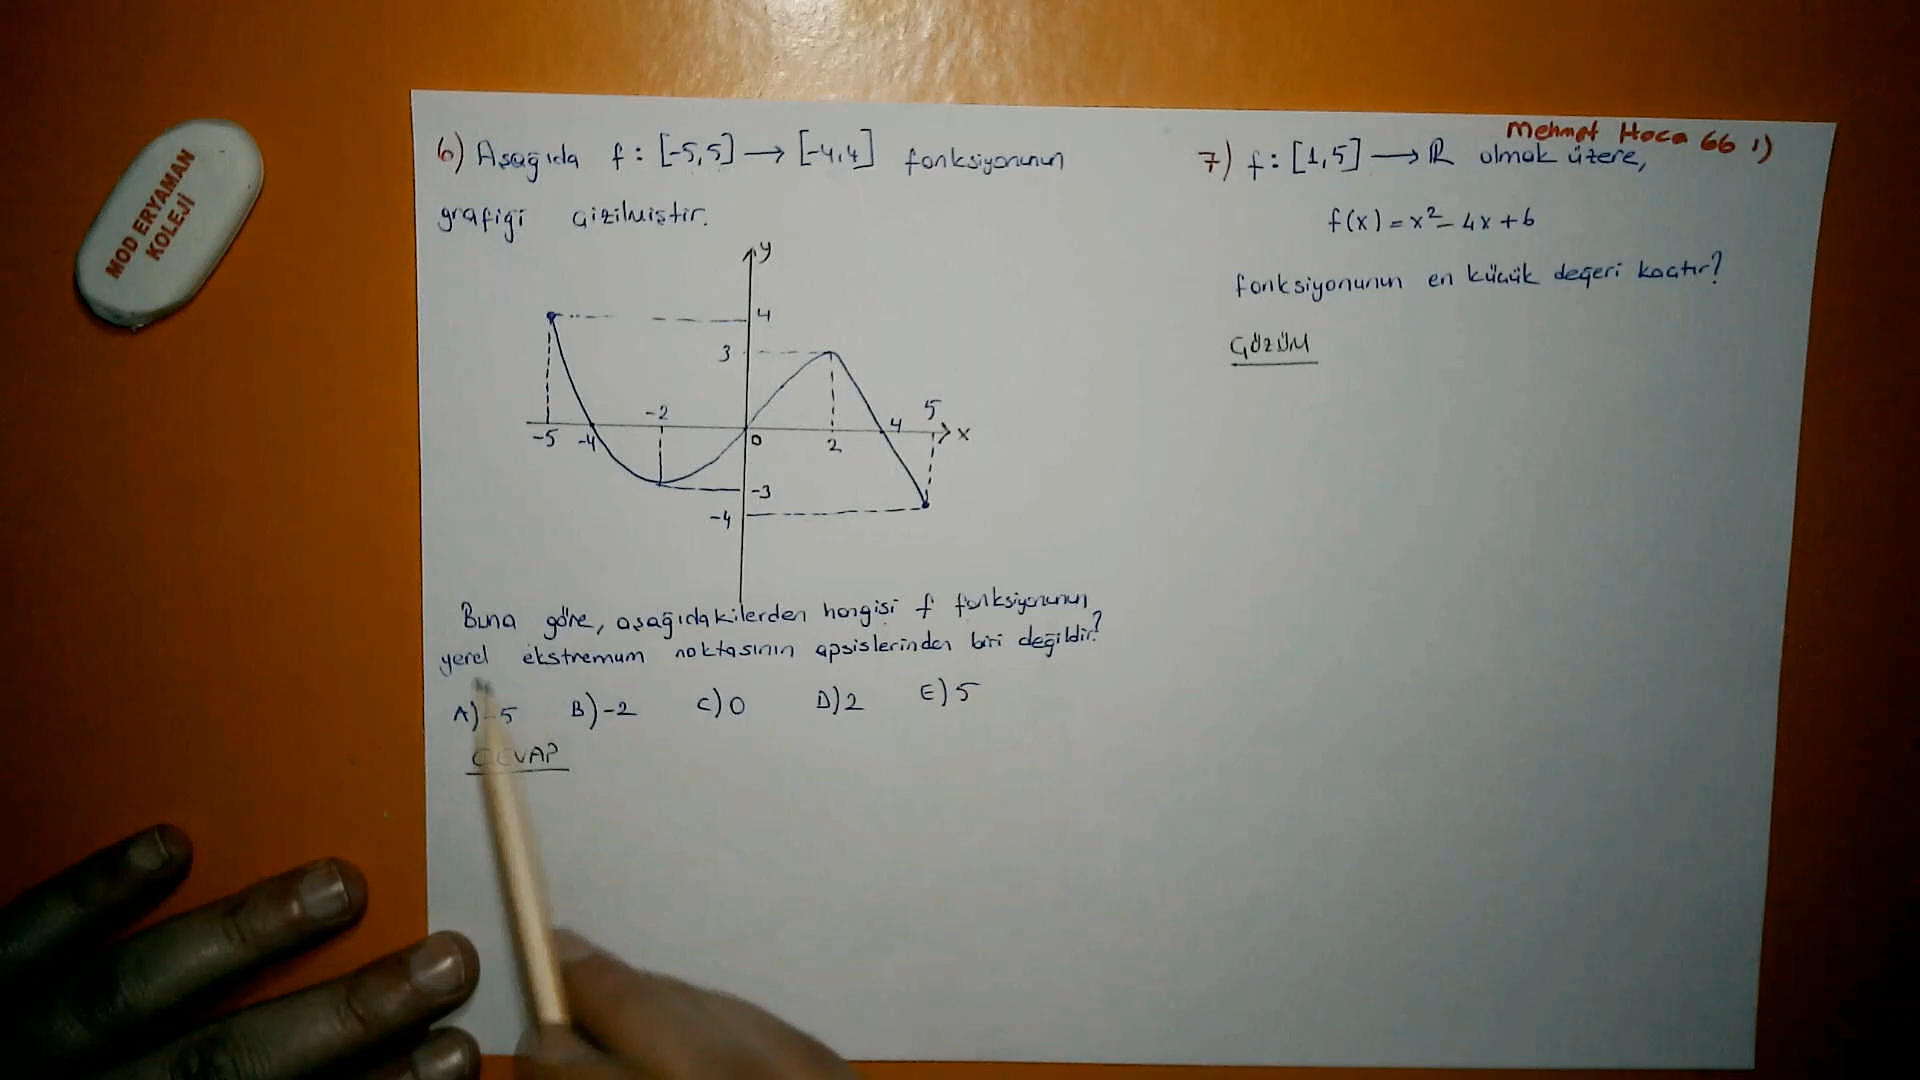 MOD ERYAMAN
KOLEJİ
6) Aşağıda f : [-5,5] → [-4,4] fonksiyonunun
grafiği çizilmiştir.
y
4
3
-2
5
-5
-4
0
2
4
x
-3
-4
Buna göre, aşağıdakilerden hangisi f fonksiyonunun
yerel ekstremum noktasının apsislerinden biri değildir?
A) -5 B) -2 C) 0 D) 2 E) 5
CEVAP
Mehmet Hoca 66 :)
7) f : [1,5] → ℝ olmak üzere,
f(x) = x² - 4x + 6
fonksiyonunun en küçük değeri kaçtır?
ÇÖZÜM